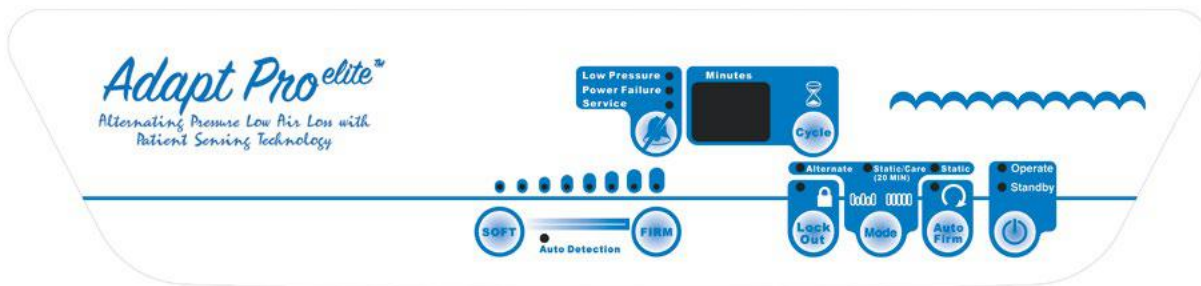 Adapt Pro elite™
Alternating Pressure Low Air Loss with
Patient Sensing Technology
Low Pressure
Power Failure
Service
Minutes
Cycle
Alternate
Static/Care
(20 MIN)
Static
Operate
Standby
SOFT
Auto Detection
FIRM
Lock
Out
Mode
Auto
Firm